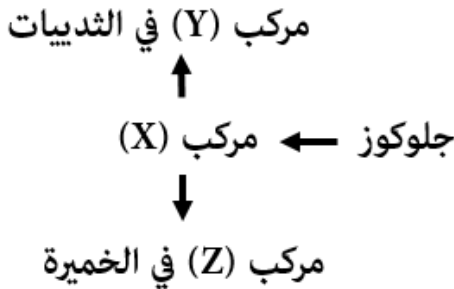 مركب (Y) في الثدييات
جلوكوز ← مركب (X)
مركب (Z) في الخميرة